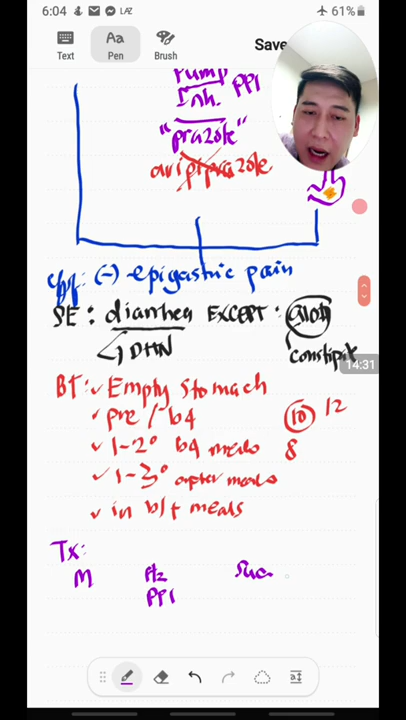 6:04 LAZ 61%
Text Aa Pen Brush Save
Pump
Inh. PPI
"prazole"
aripiprazole
(-) epigastric pain
SE: diarrhea EXCEPT:
DHN
constipat
14:31
BT: ✓ Empty stomach
✓ pre / b4 10 12
✓ 1-2° b4 meals 8
✓ 1-3° after meals
✓ in b/t meals
Tx:
M H2 Suc
PPI